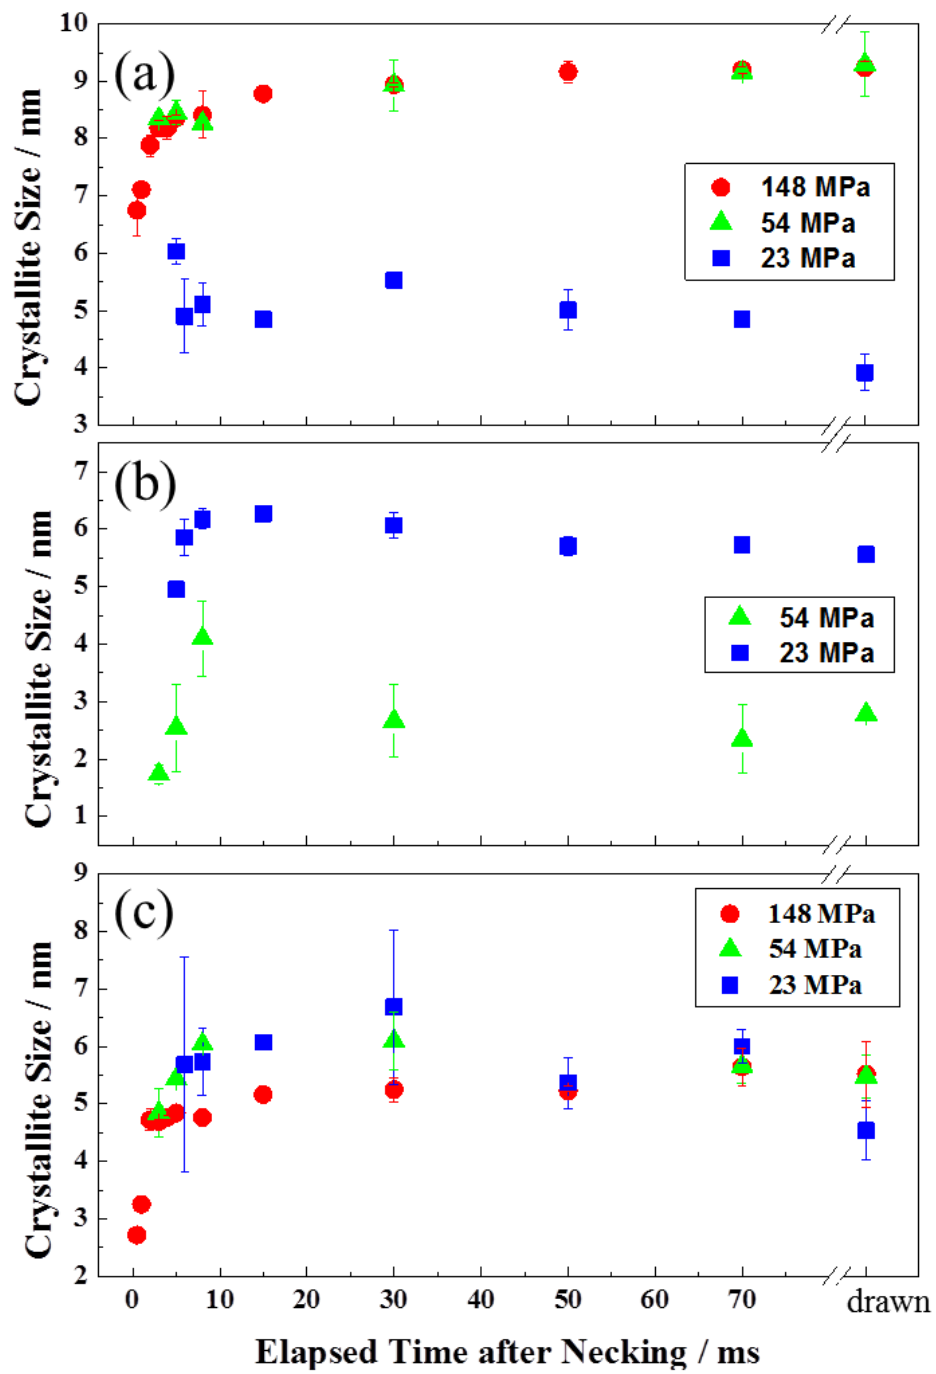 (a)
Crystallite Size / nm
10
9
8
7
6
5
4
3
148 MPa
54 MPa
23 MPa
(b)
Crystallite Size / nm
7
6
5
4
3
2
1
54 MPa
23 MPa
(c)
Crystallite Size / nm
9
8
7
6
5
4
3
2
148 MPa
54 MPa
23 MPa
0 10 20 30 40 50 60 70 drawn
Elapsed Time after Necking / ms